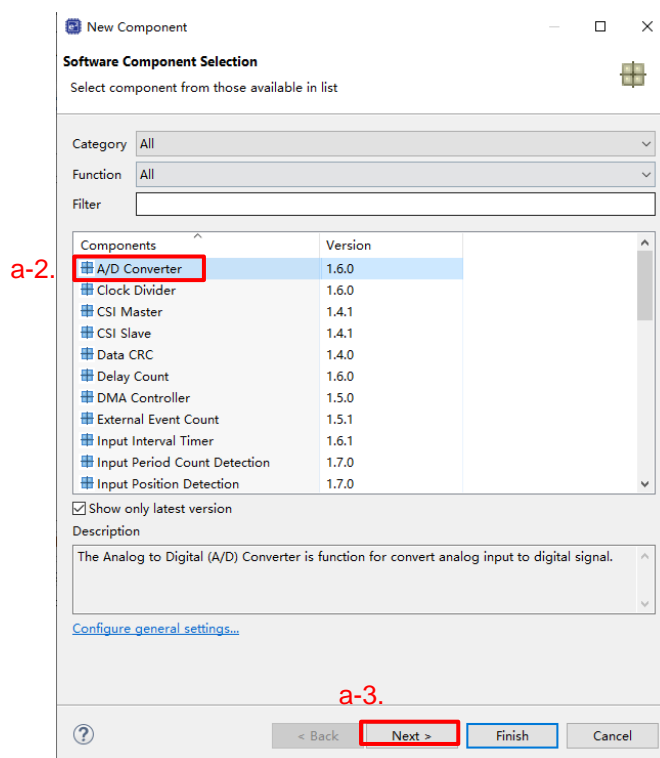 New Component
Software Component Selection
Select component from those available in list
Category All
Function All
Filter
Components Version
a-2. A/D Converter 1.6.0
Clock Divider 1.6.0
CSI Master 1.4.1
CSI Slave 1.4.1
Data CRC 1.4.0
Delay Count 1.6.0
DMA Controller 1.5.0
External Event Count 1.5.1
Input Interval Timer 1.6.1
Input Period Count Detection 1.7.0
Input Position Detection 1.7.0
Show only latest version
Description
The Analog to Digital (A/D) Converter is function for convert analog input to digital signal.
Configure general settings...
a-3.
? < Back Next > Finish Cancel